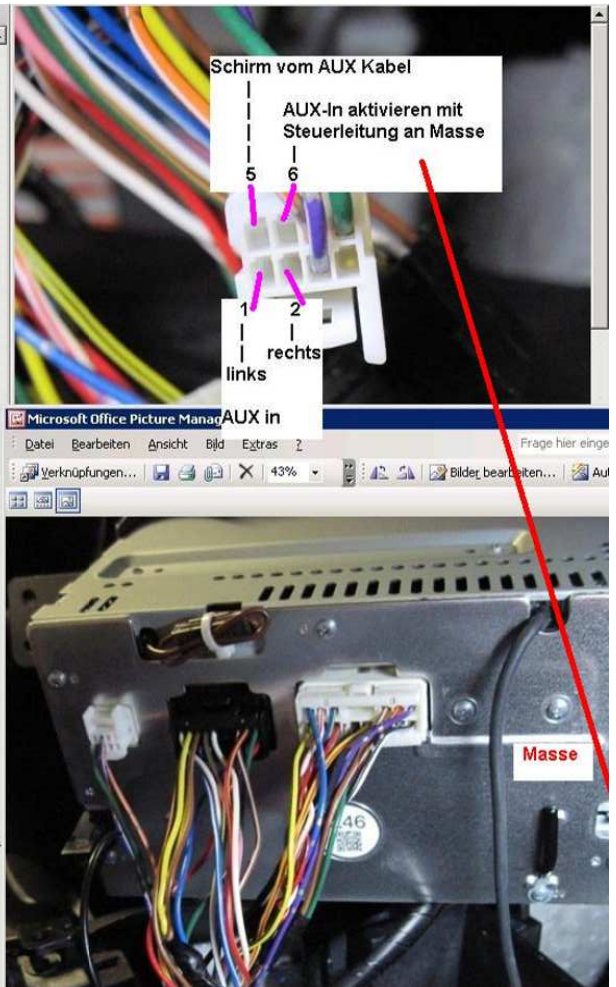 Schirm vom AUX Kabel
AUX-In aktivieren mit
Steuerleitung an Masse
5
6
1
2
links
rechts
AUX in
Microsoft Office Picture Manag
Datei Bearbeiten Ansicht Bild Extras ? Frage hier einge
Verknüpfungen... 43% Bilder bearbeiten... Aut
Masse
46